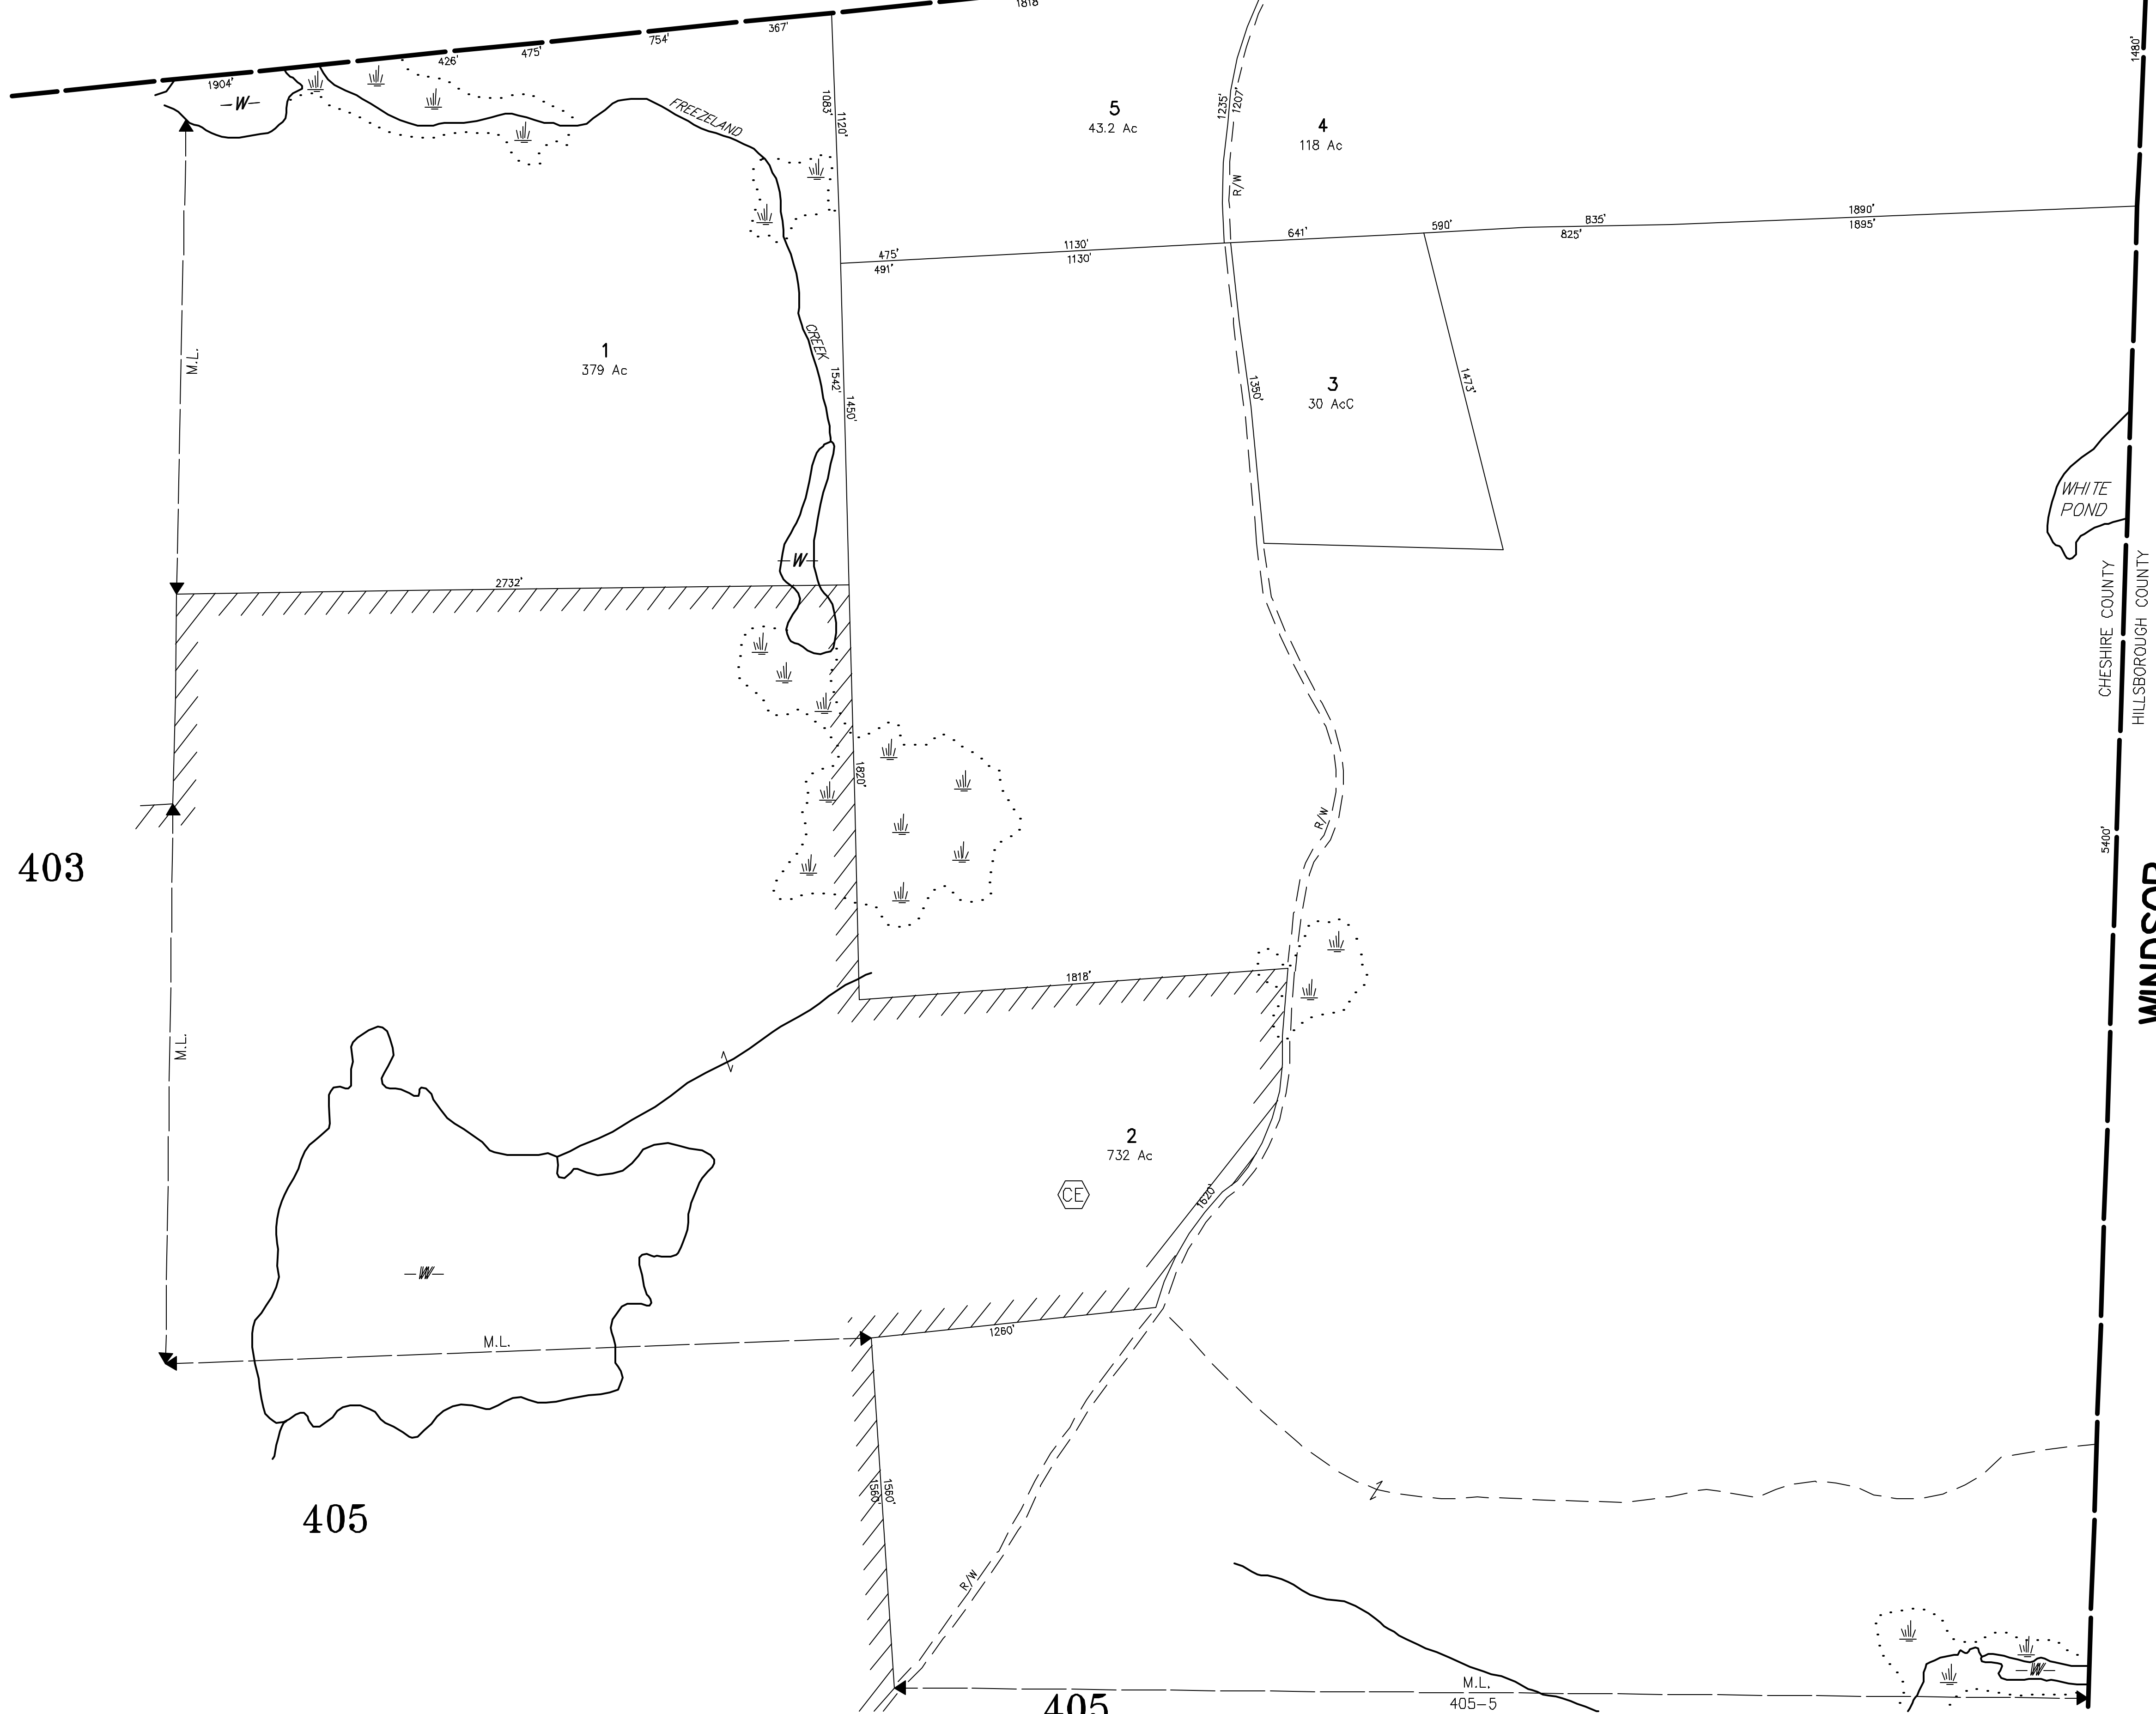 1818'
367'
754'
475'
426'
1904'
-W-
FREEZELAND
1083'
1120'
5
43.2 Ac
1235'
1207'
R/W
4
118 Ac
1480'
475'
1130'
641'
590'
835'
1890'
491'
1130'
825'
1895'
M.L.
1
379 Ac
CREEK
1542'
1450'
1350'
3
30 AcC
1473'
WHITE
POND
-W-
2732'
CHESHIRE COUNTY
HILLSBOROUGH COUNTY
1820'
R/W
5400'
403
WINDSOR
1818'
M.L.
2
732 Ac
CE
1620'
-W-
M.L.
1260'
1560'
1560'
405
R/W
-W-
M.L.
405-5
405